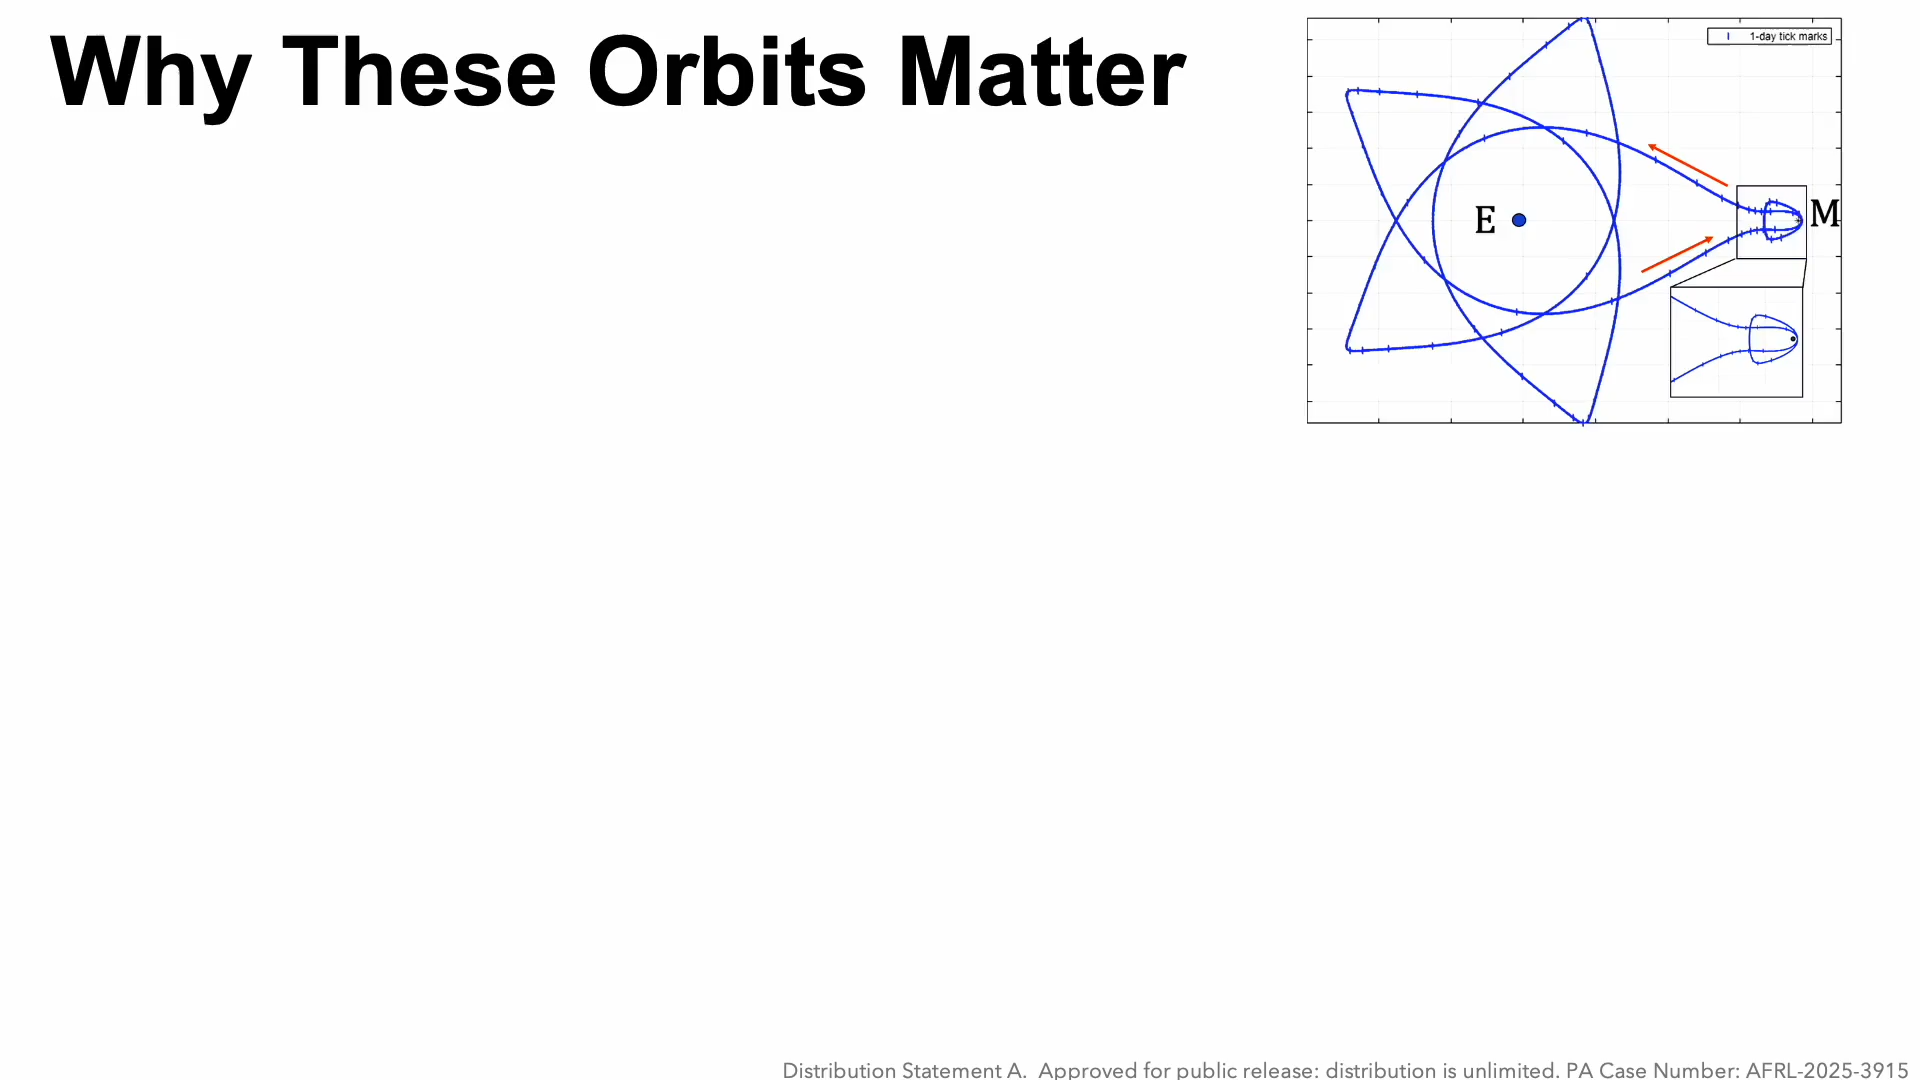 Why These Orbits Matter
1-day tick marks
E
M
Distribution Statement A.  Approved for public release: distribution is unlimited. PA Case Number: AFRL-2025-3915